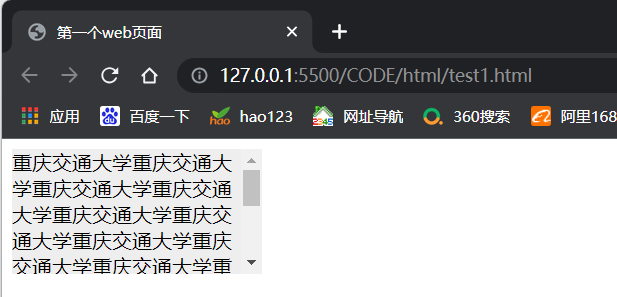 第一个web页面
127.0.0.1:5500/CODE/html/test1.html
应用 百度一下 hao123 网址导航 360搜索 阿里168
重庆交通大学重庆交通大
学重庆交通大学重庆交通
大学重庆交通大学重庆交
通大学重庆交通大学重庆
交通大学重庆交通大学重